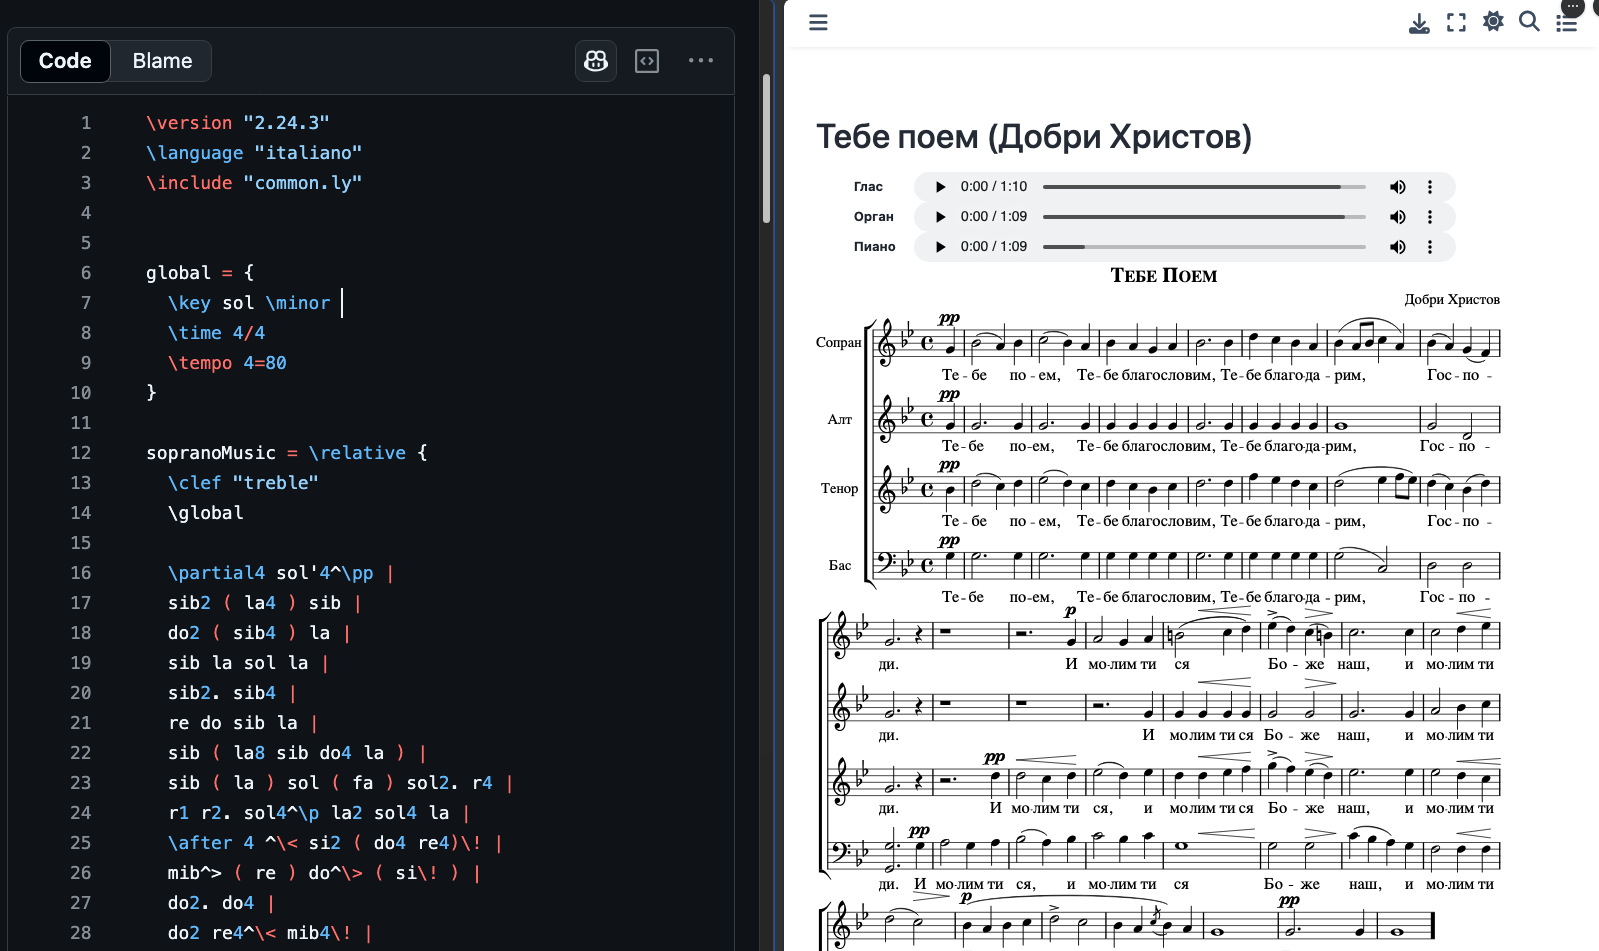 Code Blame
1 \version "2.24.3"
2 \language "italiano"
3 \include "common.ly"
4
5
6 global = {
7 \key sol \minor
8 \time 4/4
9 \tempo 4=80
10 }
11
12 sopranoMusic = \relative {
13 \clef "treble"
14 \global
15
16 \partial4 sol'4^\pp |
17 sib2 ( la4 ) sib |
18 do2 ( sib4 ) la |
19 sib la sol la |
20 sib2. sib4 |
21 re do sib la |
22 sib ( la8 sib do4 la ) |
23 sib ( la ) sol ( fa ) sol2. r4 |
24 r1 r2. sol4^\p la2 sol4 la |
25 \after 4 ^\< si2 ( do4 re4)\! |
26 mib^> ( re ) do^\> ( si\! ) |
27 do2. do4 |
28 do2 re4^\< mib4\! |
Тебе поем (Добри Христов)
Глас 0:00 / 1:10
Орган 0:00 / 1:09
Пиано 0:00 / 1:09
Тебе Поем
Добри Христов
pp
Сопран
Те - бе по - ем, Те - бе благословим, Те - бе благо-да - рим, Гос - по -
pp
Алт
Те - бе по-ем, Те - бе благословим, Те - бе благо-да-рим, Гос - по -
pp
Тенор
Те - бе по - ем, Те - бе благословим, Те - бе благо-да - рим, Гос - по -
pp
Бас
Те - бе по-ем, Те - бе благословим, Те - бе благо-да - рим, Гос - по -
p
ди. И мо-лим ти ся Бо - же наш, и мо-лим ти
ди. И молим ти ся Бо - же наш, и мо-лим ти
pp
ди. И мо-лим ти ся, и молим ти ся Бо - же наш, и мо-лим ти
pp
ди. И мо-лим ти ся, и мо-лим ти ся Бо - же наш, и мо-лим ти
p pp